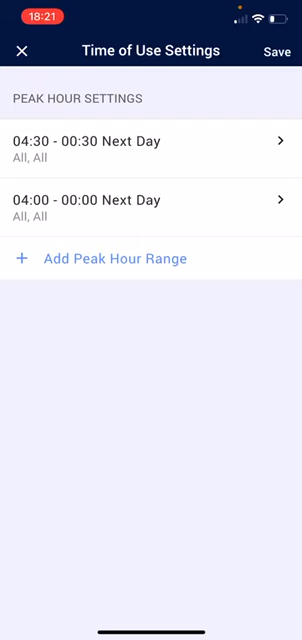 18:21
Time of Use Settings
Save
PEAK HOUR SETTINGS
04:30 - 00:30 Next Day
All, All
04:00 - 00:00 Next Day
All, All
+ Add Peak Hour Range